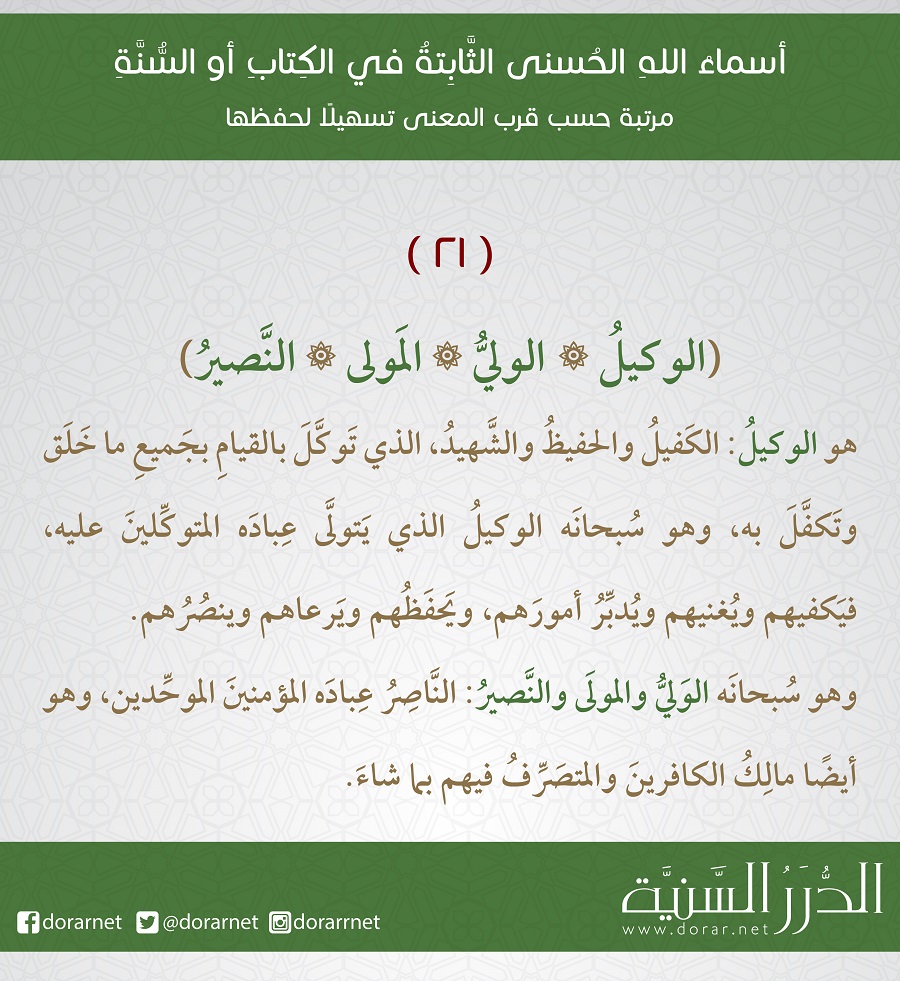 أسماء اللهِ الحُسنى الثَّابِتةُ في الكِتابِ أو السُّنَّةِ
مرتبة حسب قرب المعنى تسهيلًا لحفظها
( ٢١ )
(الوكيلُ ۞ الوليُّ ۞ المَولى ۞ النَّصيرُ)
هو الوكيلُ: الكَفيلُ والحفيظُ والشَّهيدُ، الذي تَوكَّلَ بالقيامِ بجَميعِ ما خَلَق
وتَكفَّلَ به، وهو سُبحانَه الوكيلُ الذي يَتولَّى عِبادَه المتوكِّلينَ عليه،
فيَكفيهم ويُغنيهم ويُدبِّرُ أمورَهم، ويَحفَظُهم ويَرعاهم وينصُرُهم.
وهو سُبحانَه الوَليُّ والمولَى والنَّصيرُ: النَّاصِرُ عِبادَه المؤمنينَ الموحِّدين، وهو
أيضًا مالِكُ الكافرينَ والمتصَرِّفُ فيهم بما شاءَ.
الدُّرَرُ السَّنيَّة
www.dorar.net
dorarnet @dorarnet dorarrnet